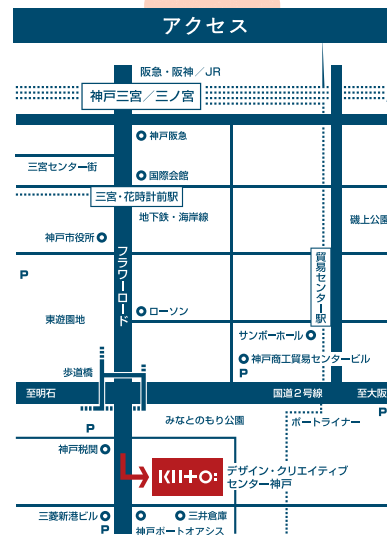 アクセス
阪急・阪神/JR
神戸三宮/三ノ宮
神戸阪急
三宮センター街
国際会館
三宮・花時計前駅
地下鉄・海岸線
磯上公園
神戸市役所
フラワーロード
貿易センター駅
P
東遊園地
ローソン
サンボーホール
神戸商工貿易センタービル
P
歩道橋
至明石
国道2号線
至大阪
P
みなとのもり公園
ポートライナー
P
神戸税関
KIITO:
デザイン・クリエイティブ
センター神戸
三菱新港ビル
三井倉庫
P
神戸ポートオアシス